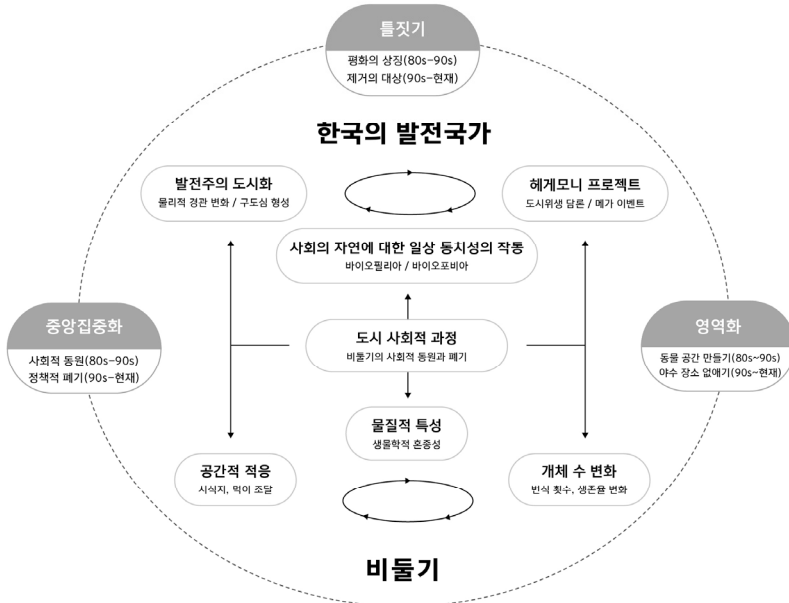 틀짓기
평화의 상징(80s-90s)
제거의 대상(90s-현재)
한국의 발전국가
발전주의 도시화
물리적 경관 변화 / 구도심 형성
헤게모니 프로젝트
도시위생 담론 / 메가 이벤트
사회의 자연에 대한 일상 통치성의 작동
바이오필리아 / 바이오포비아
중앙집중화
사회적 동원(80s-90s)
정책적 폐기(90s-현재)
도시 사회적 과정
비둘기의 사회적 동원과 폐기
영역화
동물 공간 만들기(80s~90s)
야수 장소 없애기(90s~현재)
물질적 특성
생물학적 혼종성
공간적 적응
서식지, 먹이 조달
개체 수 변화
번식 횟수, 생존율 변화
비둘기